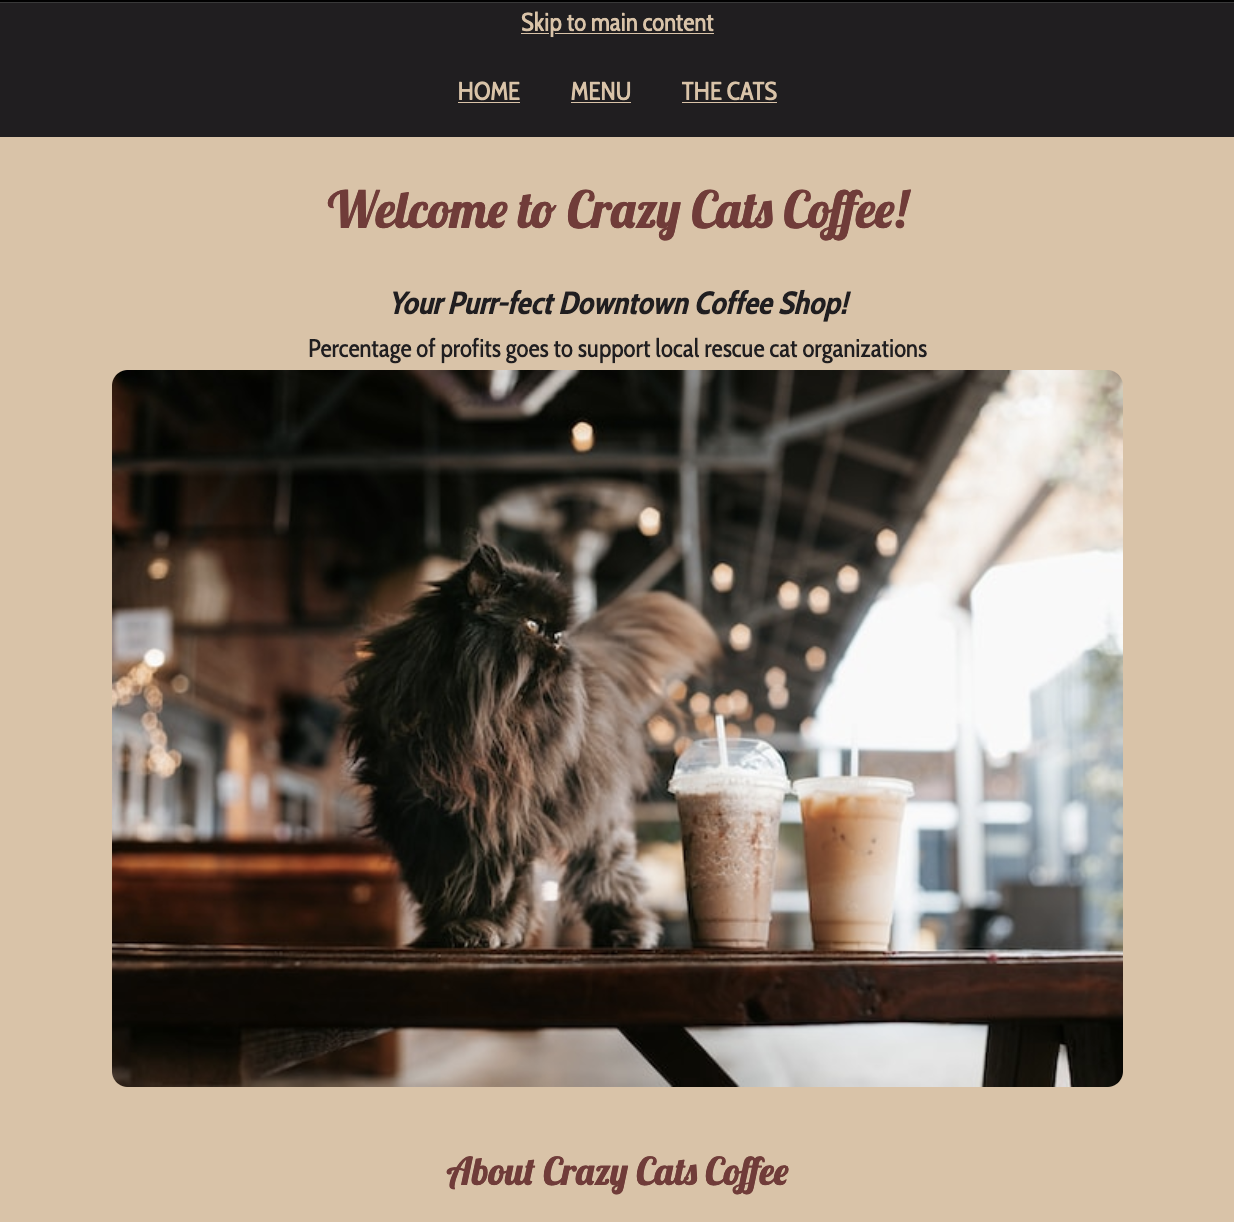 Skip to main content
HOME MENU THE CATS
Welcome to Crazy Cats Coffee!
Your Purr-fect Downtown Coffee Shop!
Percentage of profits goes to support local rescue cat organizations
About Crazy Cats Coffee